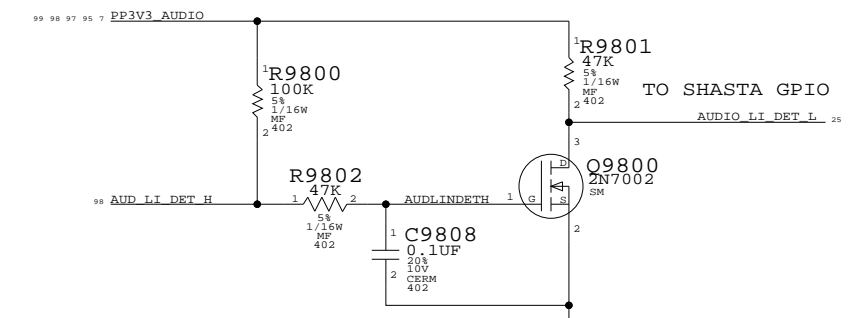 99 98 97 95 7 PP3V3_AUDIO
1
R9800
100K
5%
1/16W
MF
402
2
1
R9801
47K
5%
1/16W
MF
402
2
TO SHASTA GPIO
AUDIO_LI_DET_L 25
3
D
Q9800
2N7002
SM
G
S
1
2
98 AUD_LI_DET_H
R9802
47K
1 2
5%
1/16W
MF
402
AUDLINDETH
1
C9808
0.1UF
20%
10V
CERM
402
2